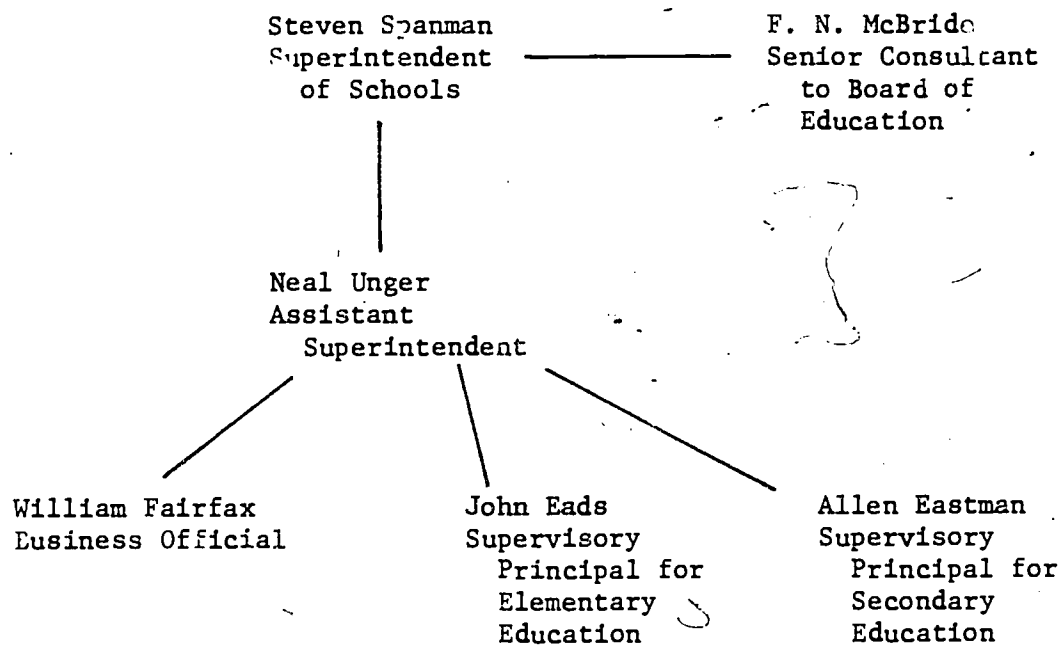 Steven Spanman
Superintendent
of Schools
F. N. McBride
Senior Consultant
to Board of
Education
Neal Unger
Assistant
Superintendent
William Fairfax
Business Official
John Eads
Supervisory
Principal for
Elementary
Education
Allen Eastman
Supervisory
Principal for
Secondary
Education